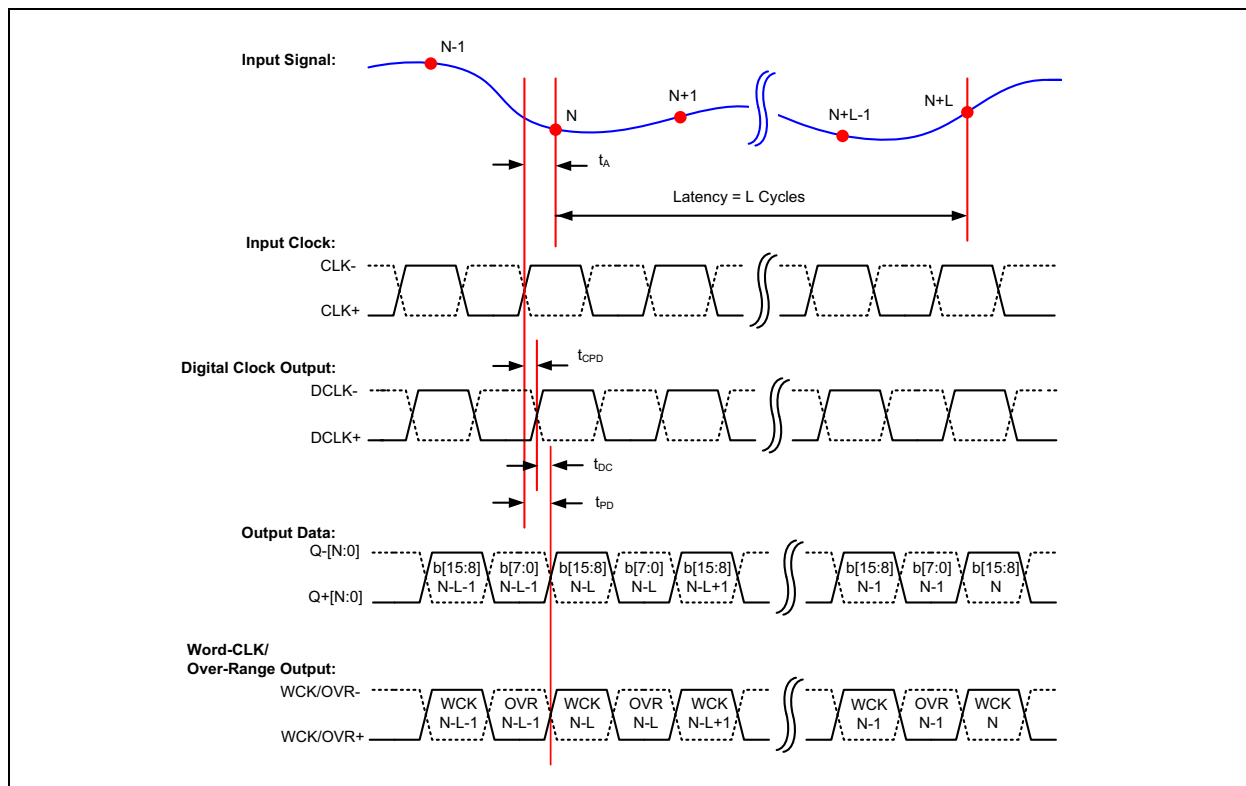 Input Signal:
N-1
N
N+1
N+L-1
N+L
tA
Latency = L Cycles
Input Clock:
CLK-
CLK+
tCPD
Digital Clock Output:
DCLK-
DCLK+
tDC
tPD
Output Data:
Q-[N:0]
Q+[N:0]
b[15:8] b[7:0] b[15:8] b[7:0] b[15:8] b[15:8] b[7:0] b[15:8]
N-L-1 N-L-1 N-L N-L N-L+1 N-1 N-1 N
Word-CLK/
Over-Range Output:
WCK/OVR-
WCK/OVR+
WCK OVR WCK OVR WCK WCK OVR WCK
N-L-1 N-L-1 N-L N-L N-L+1 N-1 N-1 N